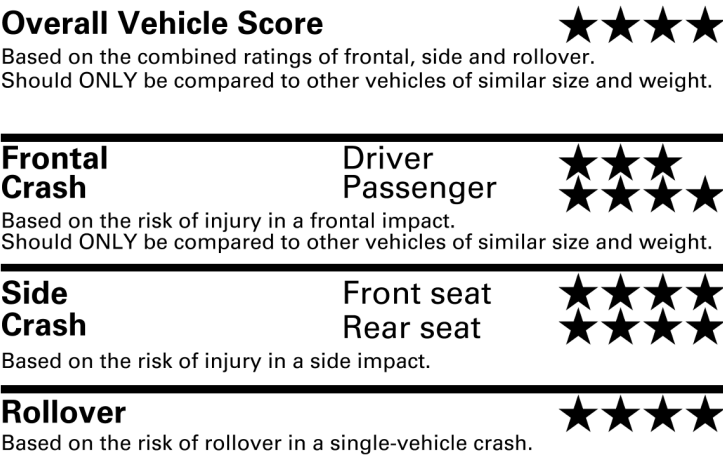 Overall Vehicle Score ★★★★
Based on the combined ratings of frontal, side and rollover.
Should ONLY be compared to other vehicles of similar size and weight.
Frontal Driver ★★★
Crash Passenger ★★★★
Based on the risk of injury in a frontal impact.
Should ONLY be compared to other vehicles of similar size and weight.
Side Front seat ★★★★
Crash Rear seat ★★★★
Based on the risk of injury in a side impact.
Rollover ★★★★
Based on the risk of rollover in a single-vehicle crash.